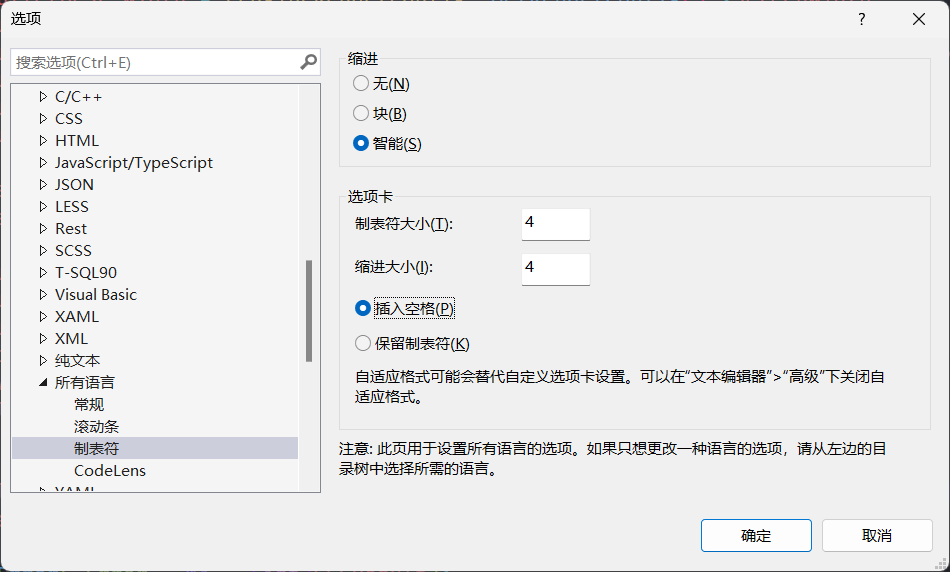 选项
?
搜索选项(Ctrl+E)
C/C++
CSS
HTML
JavaScript/TypeScript
JSON
LESS
Rest
SCSS
T-SQL90
Visual Basic
XAML
XML
纯文本
所有语言
常规
滚动条
制表符
CodeLens
YAML
缩进
无(N)
块(B)
智能(S)
选项卡
制表符大小(T): 4
缩进大小(I): 4
插入空格(P)
保留制表符(K)
自适应格式可能会替代自定义选项卡设置。可以在“文本编辑器”>“高级”下关闭自
适应格式。
注意: 此页用于设置所有语言的选项。如果只想更改一种语言的选项，请从左边的目
录树中选择所需的语言。
确定
取消